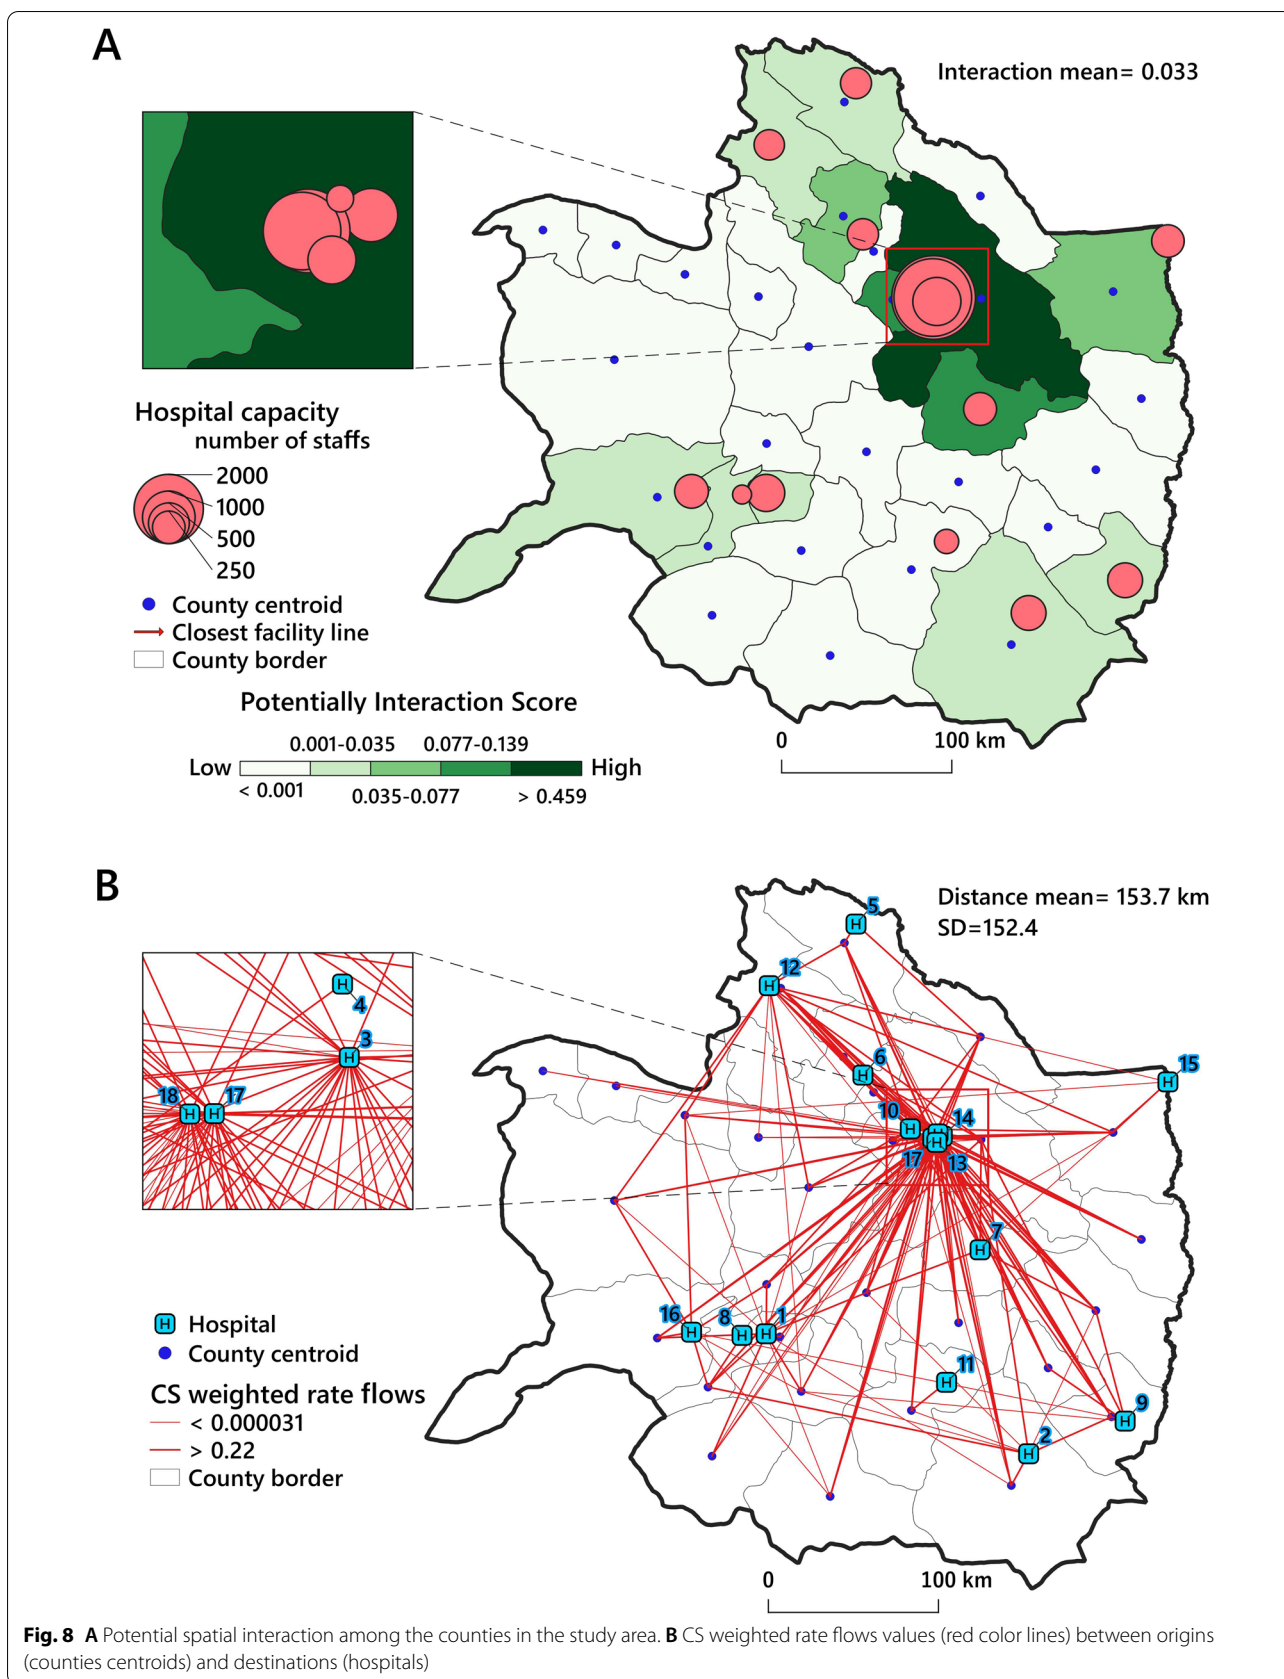 A
Interaction mean= 0.033
Hospital capacity
number of staffs
2000
1000
500
250
County centroid
Closest facility line
County border
Potentially Interaction Score
0.001-0.035 0.077-0.139
Low High
< 0.001 0.035-0.077 > 0.459
0 100 km
B
Distance mean= 153.7 km
SD=152.4
5
12
4
3
6
15
18 17
10 14
17 13
7
16 8 1
11
9
2
Hospital
County centroid
CS weighted rate flows
< 0.000031
> 0.22
County border
0 100 km
Fig. 8 A Potential spatial interaction among the counties in the study area. B CS weighted rate flows values (red color lines) between origins
(counties centroids) and destinations (hospitals)